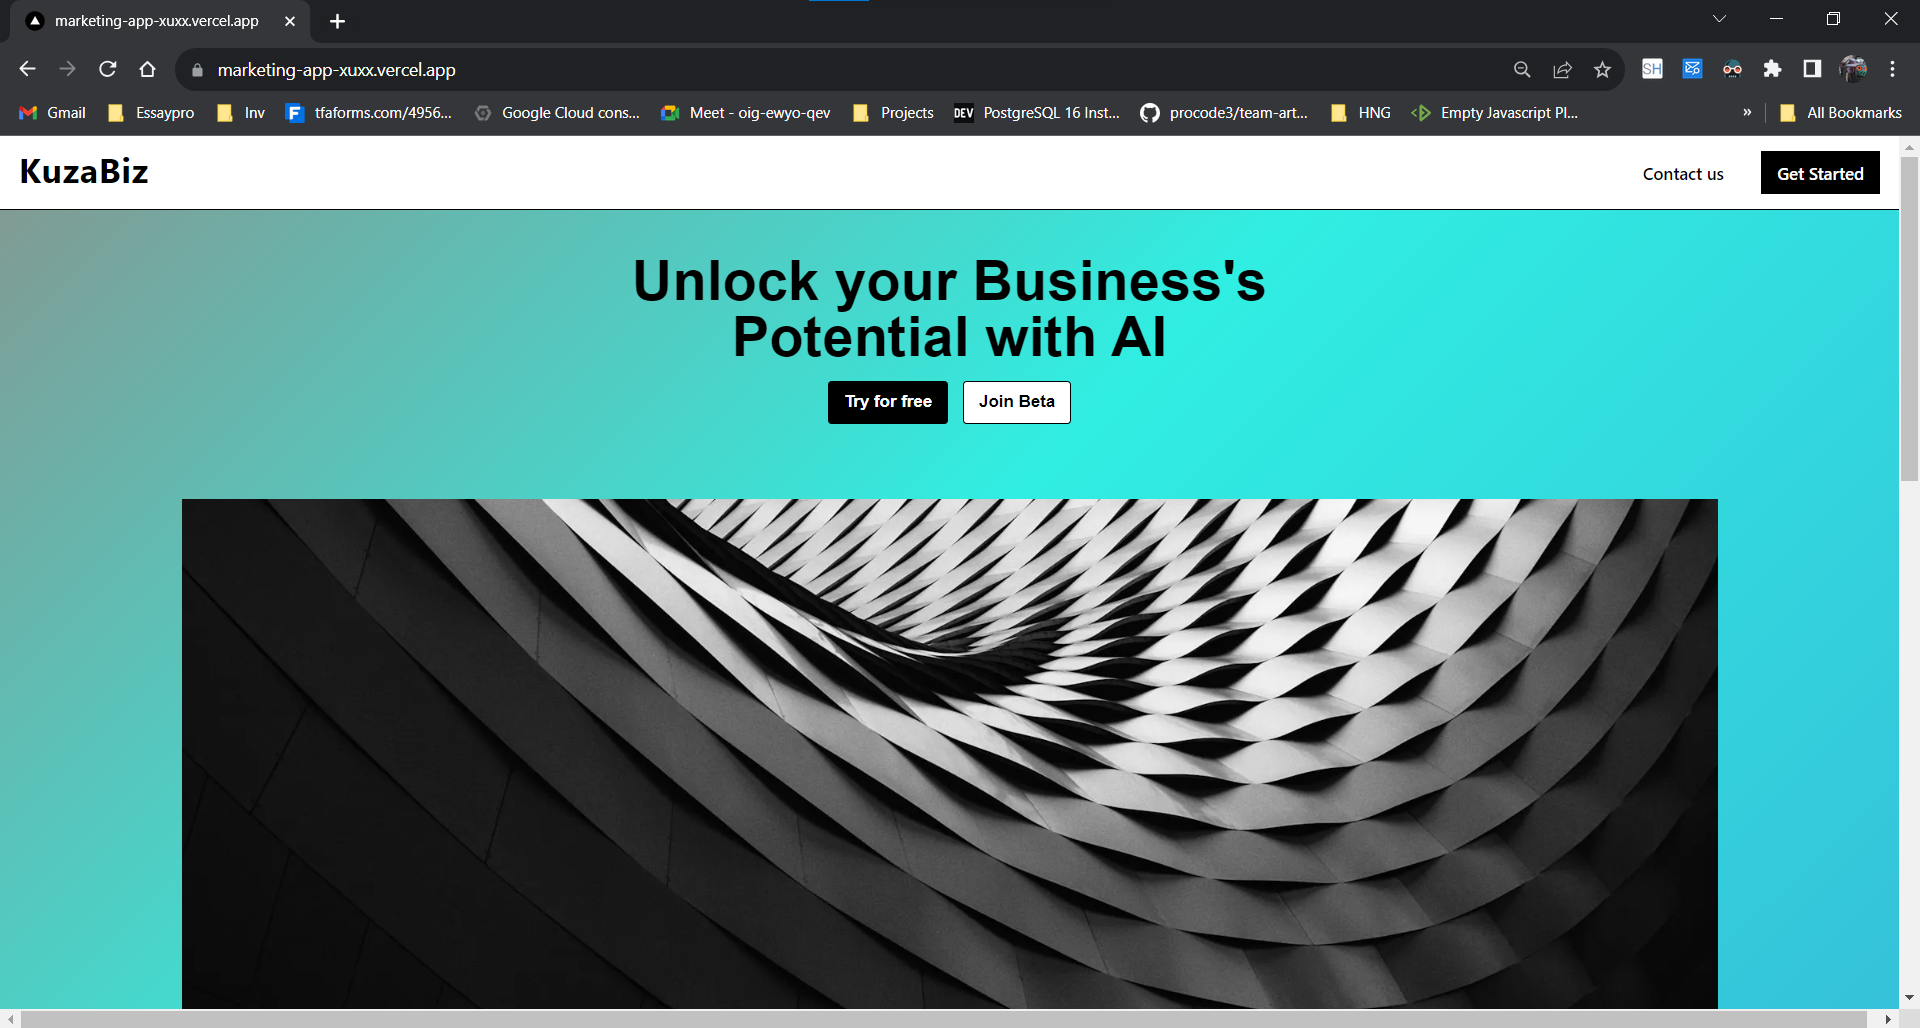 marketing-app-xuxx.vercel.app
marketing-app-xuxx.vercel.app
SH
Gmail Essaypro Inv tfaforms.com/4956... Google Cloud cons... Meet - oig-ewyo-qev Projects DEV PostgreSQL 16 Inst... procode3/team-art... HNG Empty Javascript Pl... » All Bookmarks
KuzaBiz Contact us Get Started
Unlock your Business's
Potential with AI
Try for free Join Beta